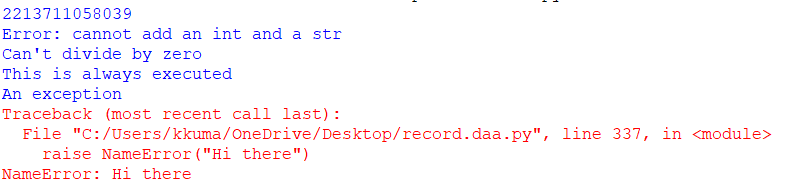 2213711058039
Error: cannot add an int and a str
Can't divide by zero
This is always executed
An exception
Traceback (most recent call last):
  File "C:/Users/kkuma/OneDrive/Desktop/record.daa.py", line 337, in <module>
    raise NameError("Hi there")
NameError: Hi there